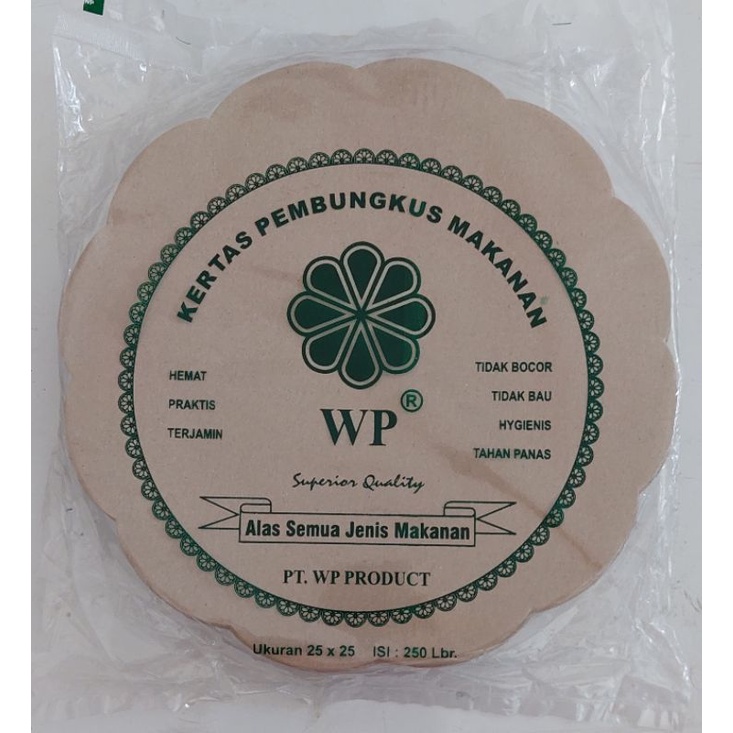 KERTAS PEMBUNGKUS MAKANAN
HEMAT
PRAKTIS
TERJAMIN
TIDAK BOCOR
TIDAK BAU
HYGIENIS
TAHAN PANAS
WP®
Superior Quality
Alas Semua Jenis Makanan
PT. WP PRODUCT
Ukuran 25 x 25 ISI : 250 Lbr.